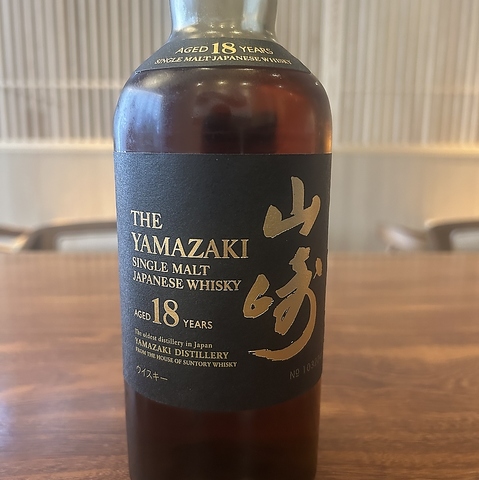 AGED 18 YEARS
SINGLE MALT JAPANESE WHISKY
山崎
THE
YAMAZAKI
SINGLE MALT
JAPANESE WHISKY
AGED 18 YEARS
The oldest distillery in Japan
YAMAZAKI DISTILLERY
FROM THE HOUSE OF SUNTORY WHISKY
ウイスキー